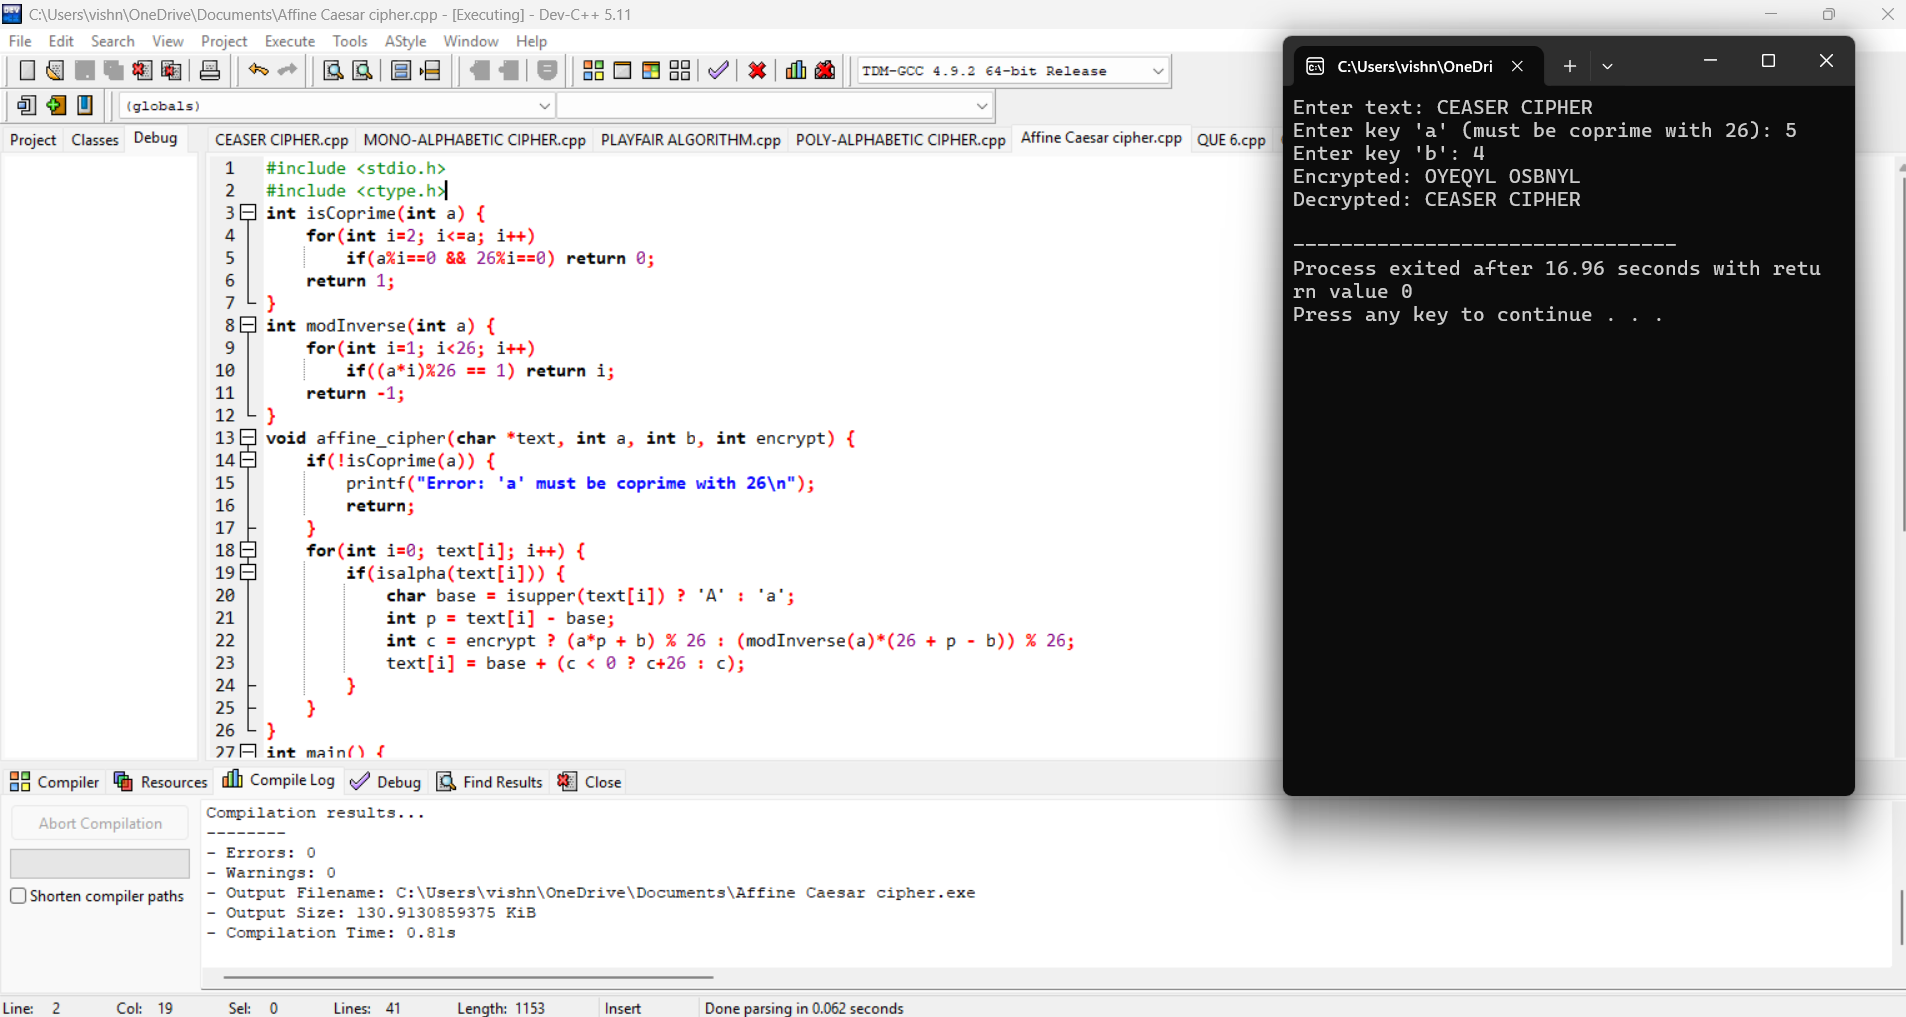 C:\Users\vishn\OneDrive\Documents\Affine Caesar cipher.cpp - [Executing] - Dev-C++ 5.11
File Edit Search View Project Execute Tools AStyle Window Help
TDM-GCC 4.9.2 64-bit Release
(globals)
Project Classes Debug
CEASER CIPHER.cpp MONO-ALPHABETIC CIPHER.cpp PLAYFAIR ALGORITHM.cpp POLY-ALPHABETIC CIPHER.cpp Affine Caesar cipher.cpp QUE 6.cpp
1 #include <stdio.h>
2 #include <ctype.h>
3 int isCoprime(int a) {
4 for(int i=2; i<=a; i++)
5 if(a%i==0 && 26%i==0) return 0;
6 return 1;
7 }
8 int modInverse(int a) {
9 for(int i=1; i<26; i++)
10 if((a*i)%26 == 1) return i;
11 return -1;
12 }
13 void affine_cipher(char *text, int a, int b, int encrypt) {
14 if(!isCoprime(a)) {
15 printf("Error: 'a' must be coprime with 26\n");
16 return;
17 }
18 for(int i=0; text[i]; i++) {
19 if(isalpha(text[i])) {
20 char base = isupper(text[i]) ? 'A' : 'a';
21 int p = text[i] - base;
22 int c = encrypt ? (a*p + b) % 26 : (modInverse(a)*(26 + p - b)) % 26;
23 text[i] = base + (c < 0 ? c+26 : c);
24 }
25 }
26 }
27 int main() {
C:\Users\vishn\OneDri
Enter text: CEASER CIPHER
Enter key 'a' (must be coprime with 26): 5
Enter key 'b': 4
Encrypted: OYEQYL OSBNYL
Decrypted: CEASER CIPHER
--------------------------------
Process exited after 16.96 seconds with retu
rn value 0
Press any key to continue . . .
Compiler Resources Compile Log Debug Find Results Close
Abort Compilation
Shorten compiler paths
Compilation results...
--------
- Errors: 0
- Warnings: 0
- Output Filename: C:\Users\vishn\OneDrive\Documents\Affine Caesar cipher.exe
- Output Size: 130.9130859375 KiB
- Compilation Time: 0.81s
Line: 2 Col: 19 Sel: 0 Lines: 41 Length: 1153 Insert Done parsing in 0.062 seconds